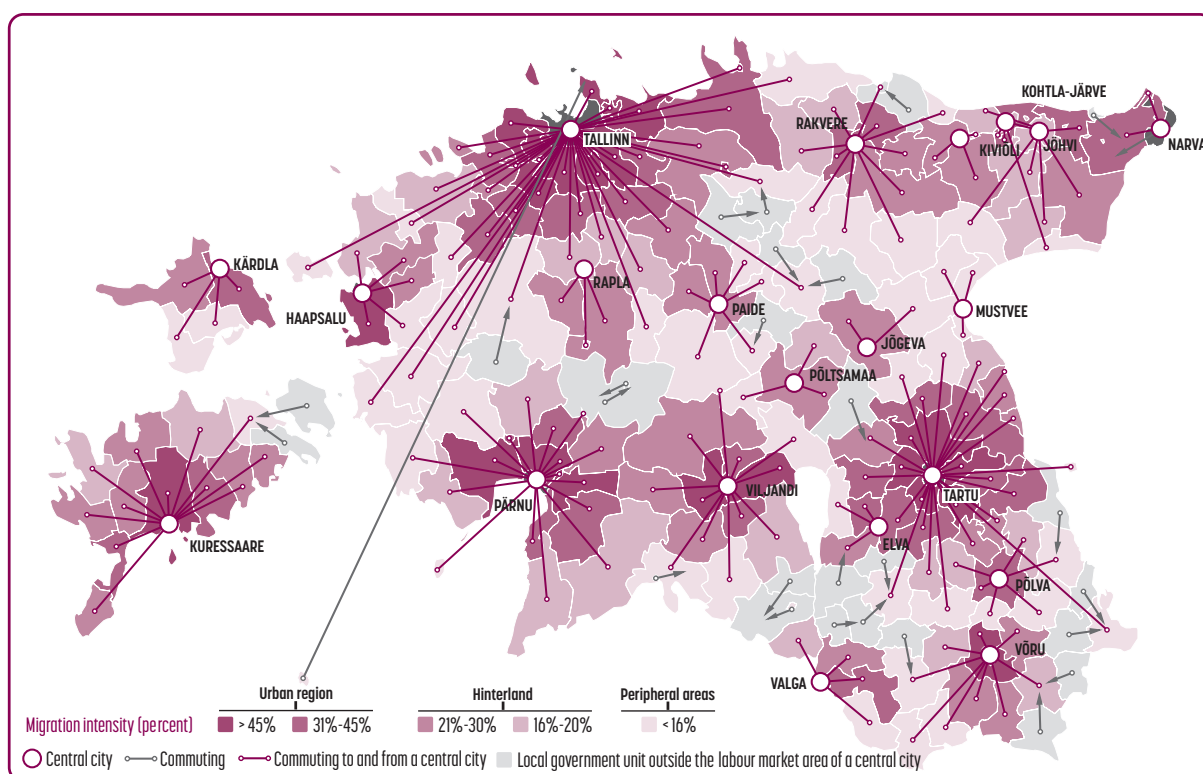 KOHTLA-JÄRVE
RAKVERE
TALLINN
KIVIÕLI
JÕHVI
NARVA
KÄRDLA
RAPLA
HAAPSALU
PAIDE
MUSTVEE
JÕGEVA
PÕLTSAMAA
PÄRNU
VILJANDI
TARTU
KURESSAARE
ELVA
PÕLVA
VÕRU
VALGA
Urban region Hinterland Peripheral areas
Migration intensity (percent) > 45% 31%-45% 21%-30% 16%-20% < 16%
Central city Commuting Commuting to and from a central city Local government unit outside the labour market area of a central city